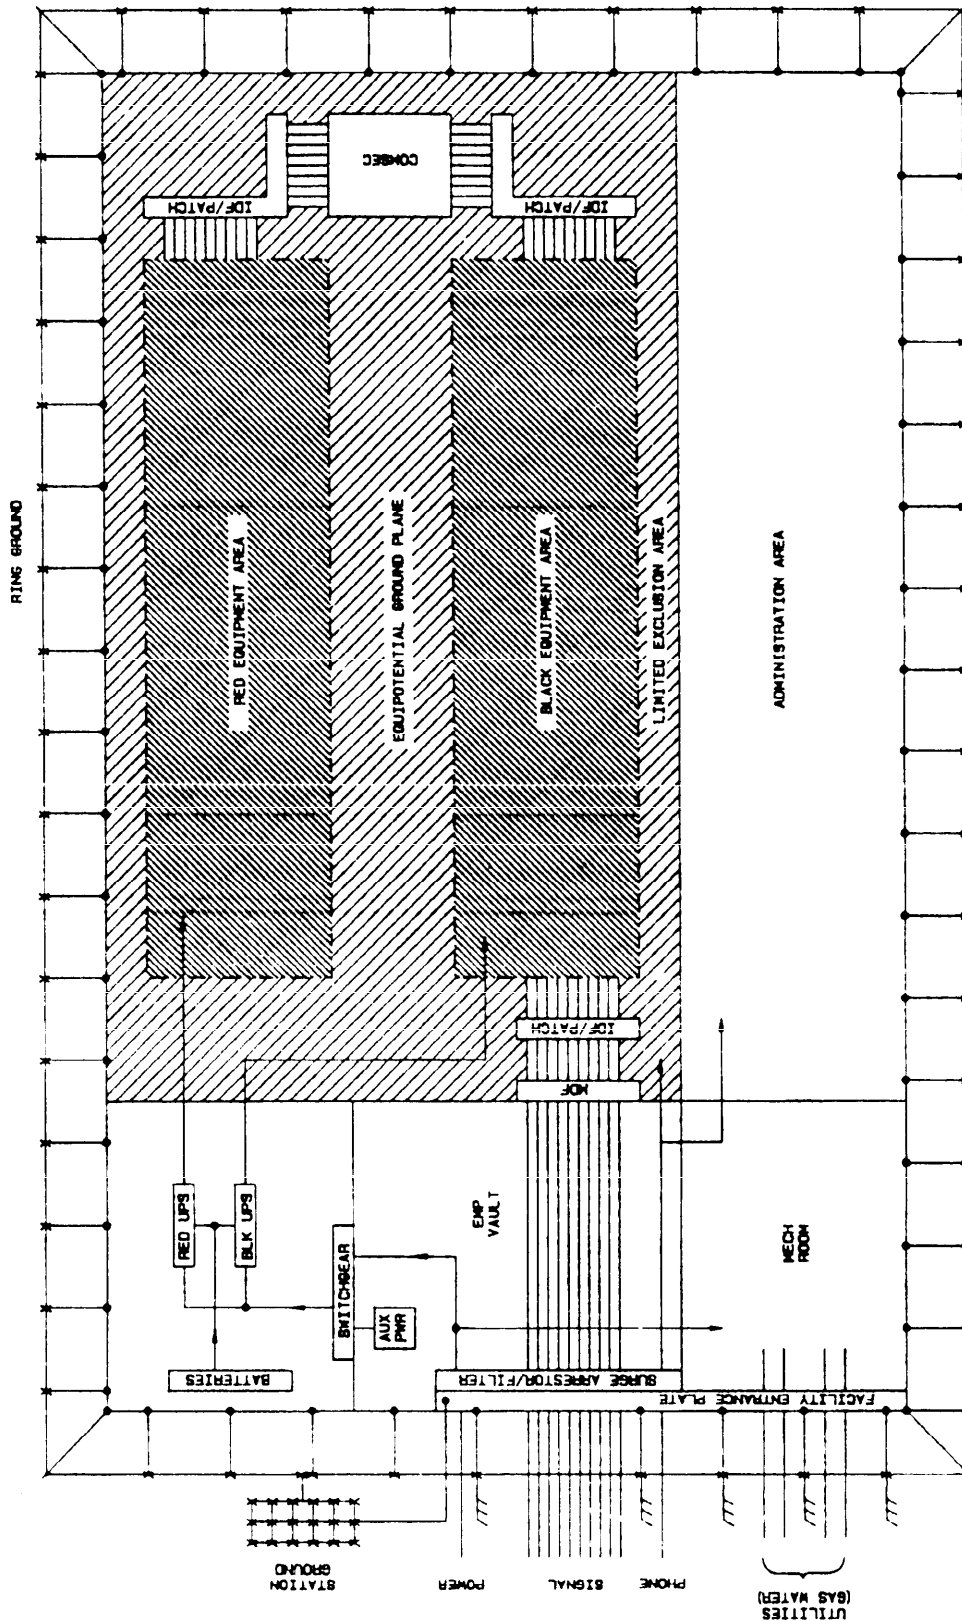 RING GROUND
COMSEC
IDF/PATCH
IDF/PATCH
RED EQUIPMENT AREA
EQUIPOTENTIAL GROUND PLANE
BLACK EQUIPMENT AREA
LIMITED EXCLUSION AREA
ADMINISTRATION AREA
IDF/PATCH
MDF
RED UPS
BLK UPS
EMP
VAULT
SWITCHGEAR
AUX
PWR
MECH
ROOM
BATTERIES
SURGE ARRESTOR/FILTER
FACILITY ENTRANCE PLATE
STATION
GROUND
POWER
SIGNAL
PHONE
UTILITIES
(GAS WATER)